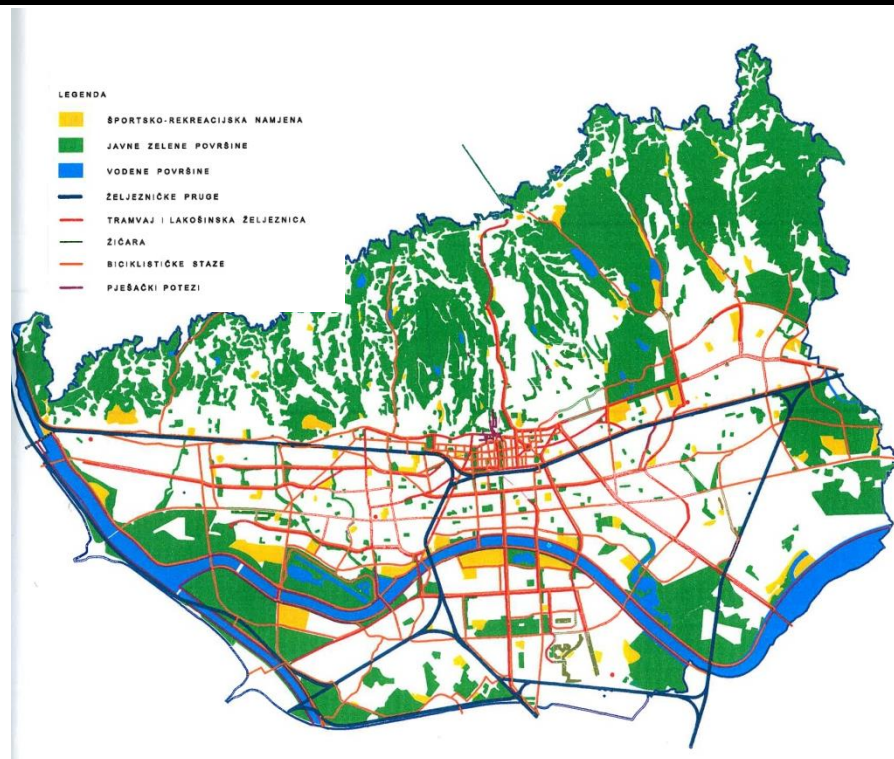 LEGENDA
ŠPORTSKO-REKREACIJSKA NAMJENA
JAVNE ZELENE POVRŠINE
VODENE POVRŠINE
ŽELJEZNIČKE PRUGE
TRAMVAJ I LAKOŠINSKA ŽELJEZNICA
ŽIČARA
BICIKLISTIČKE STAZE
PJEŠAČKI POTEZI